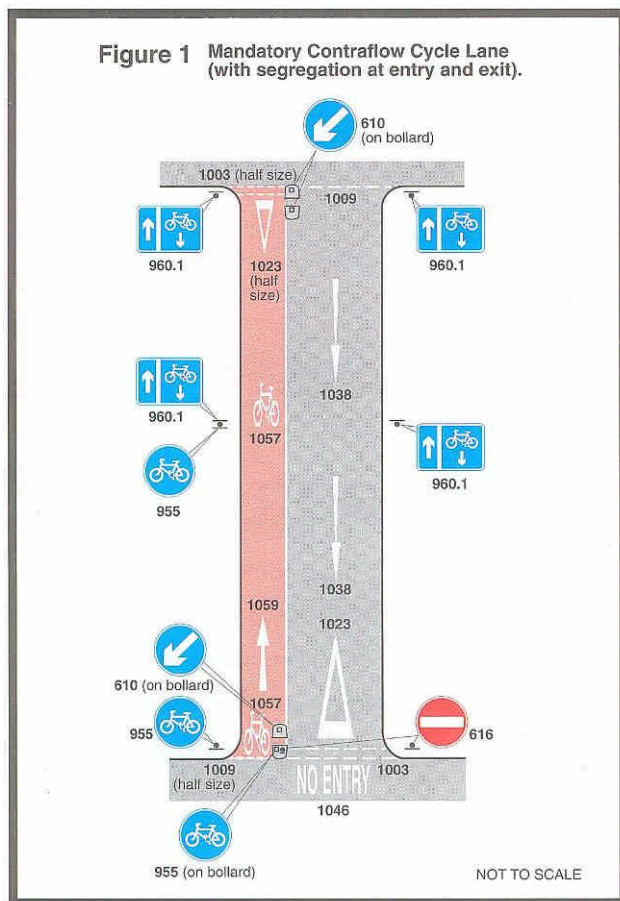 Figure 1 Mandatory Contraflow Cycle Lane
(with segregation at entry and exit).
610
(on bollard)
1003 (half size)
1009
960.1
960.1
1023
(half
size)
1038
960.1
1057
955
960.1
1038
1059
1023
610 (on bollard)
1057
955
616
1009
(half size)
NO ENTRY
1003
1046
955 (on bollard)
NOT TO SCALE